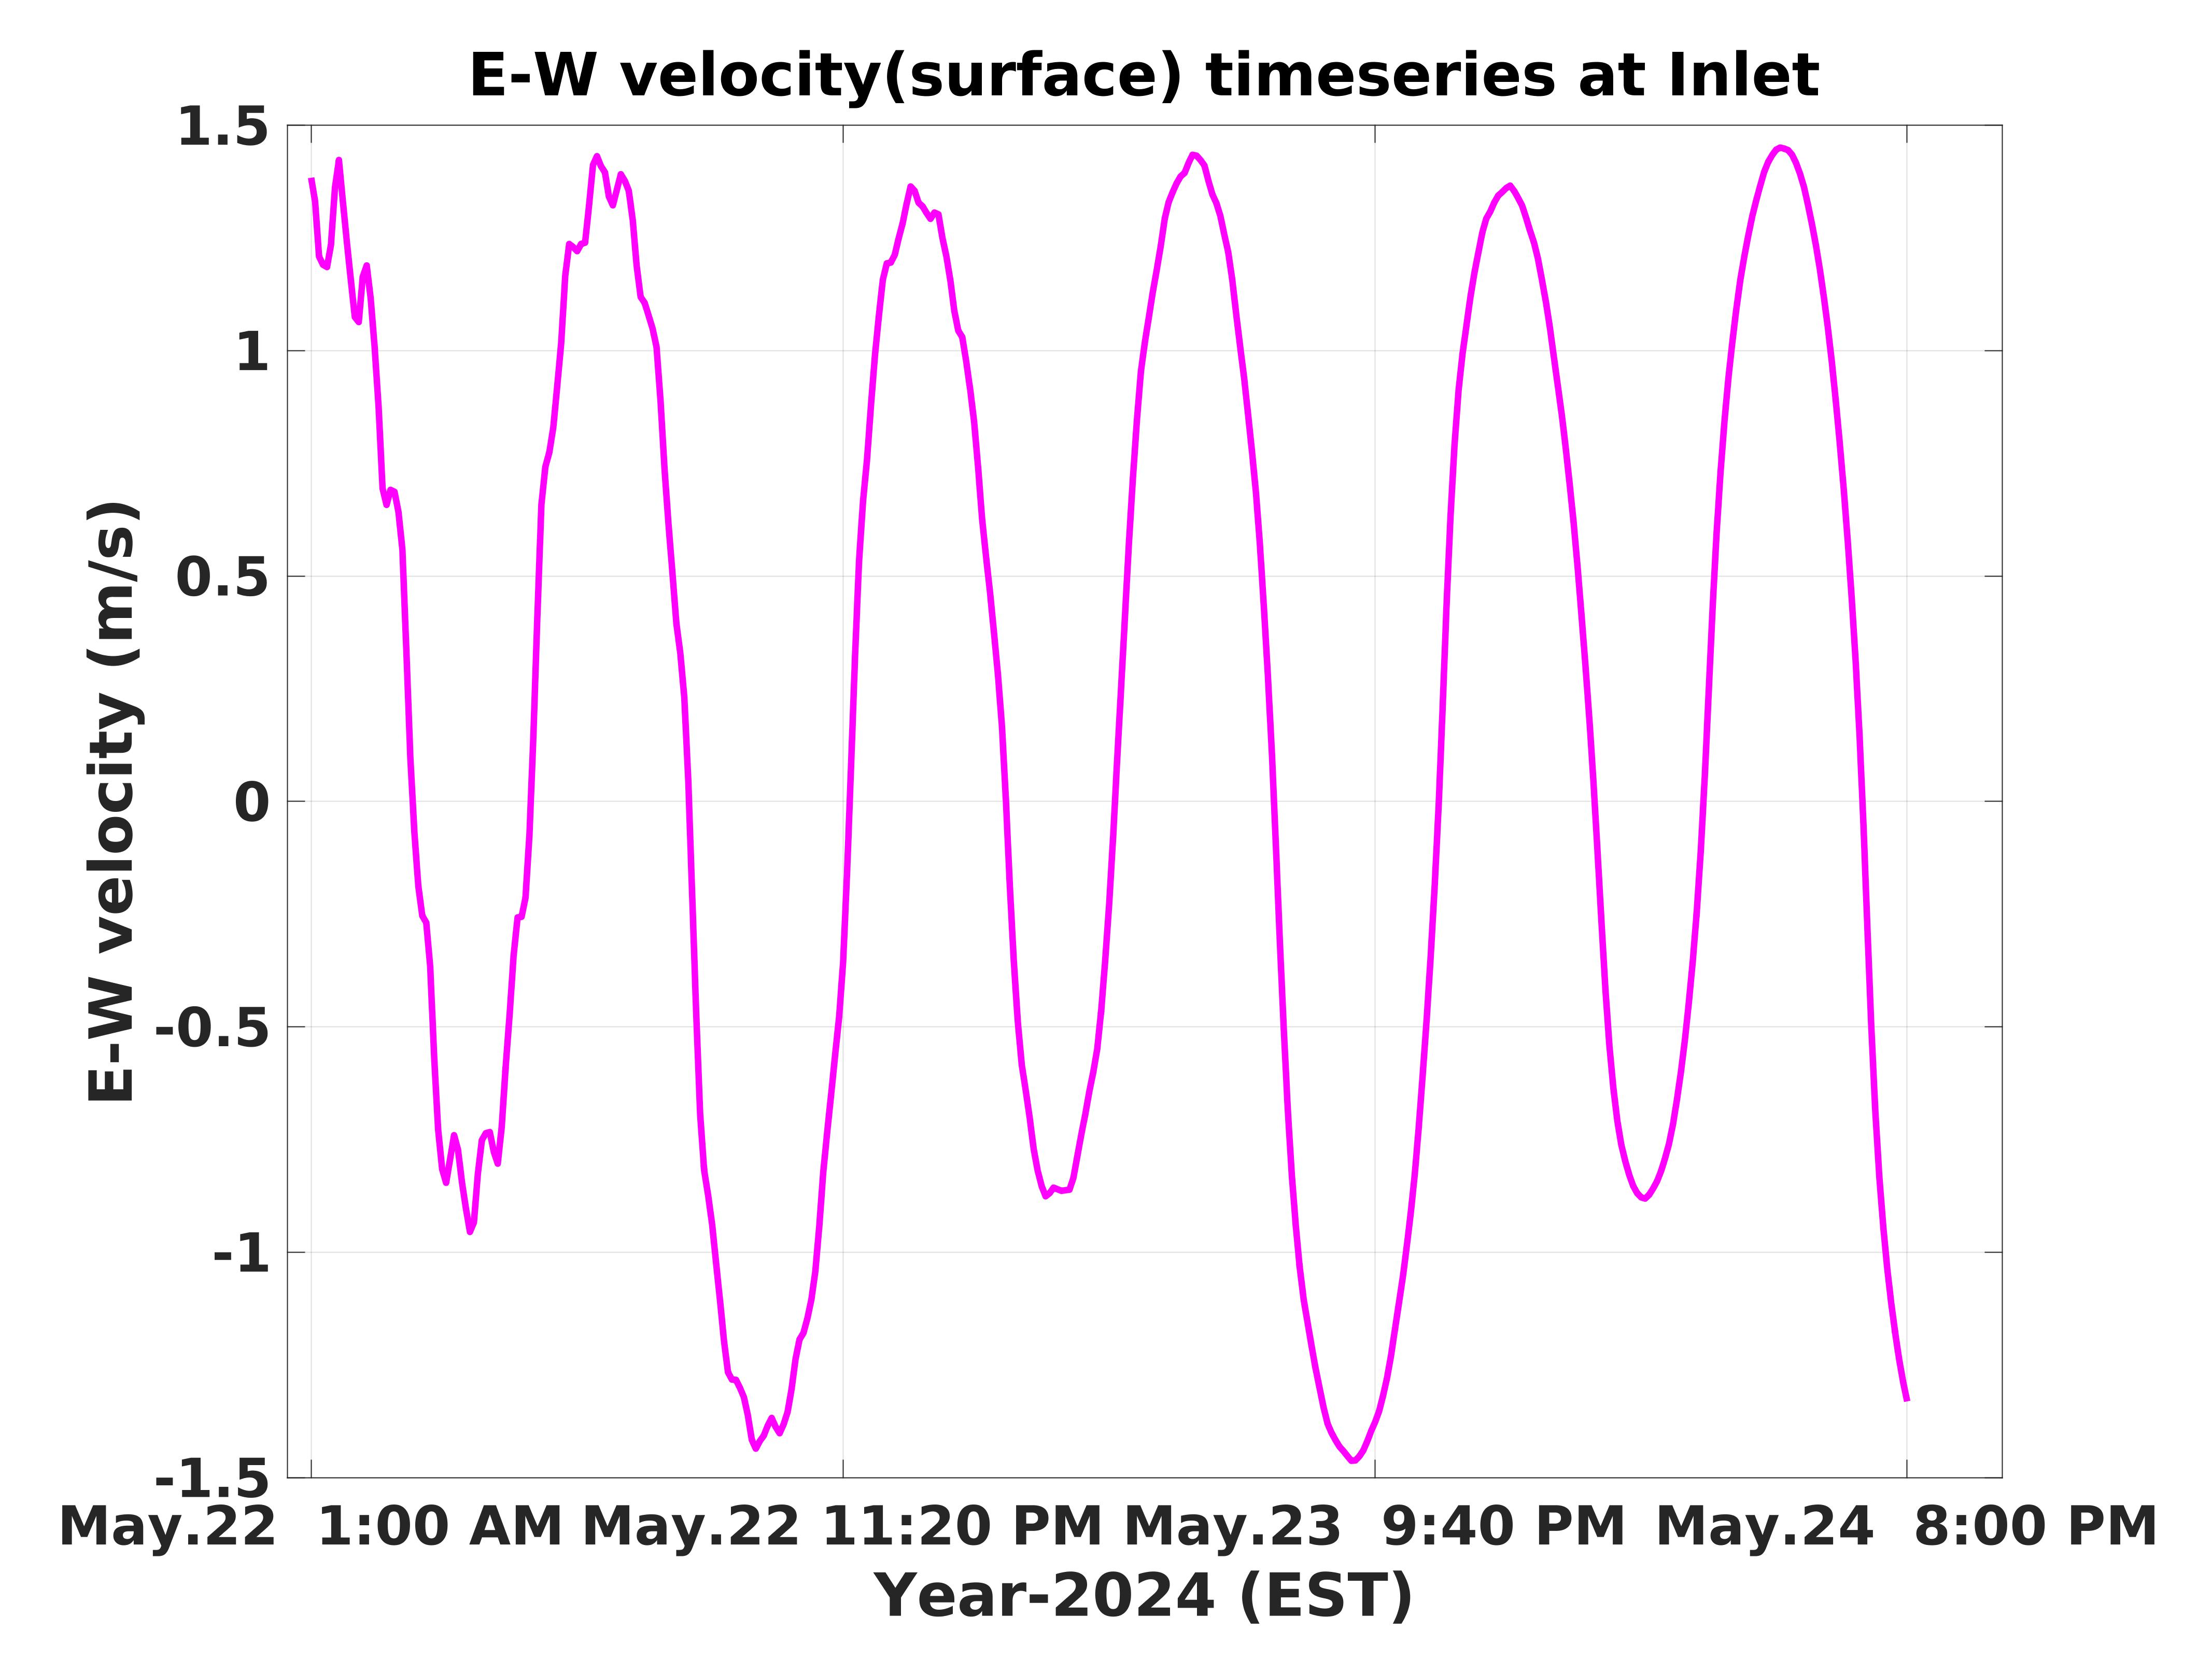 E-W velocity(surface) timeseries at Inlet
E-W velocity (m/s)
1.5
1
0.5
0
-0.5
-1
-1.5
May.22 1:00 AM May.22 11:20 PM May.23 9:40 PM May.24 8:00 PM
Year-2024 (EST)